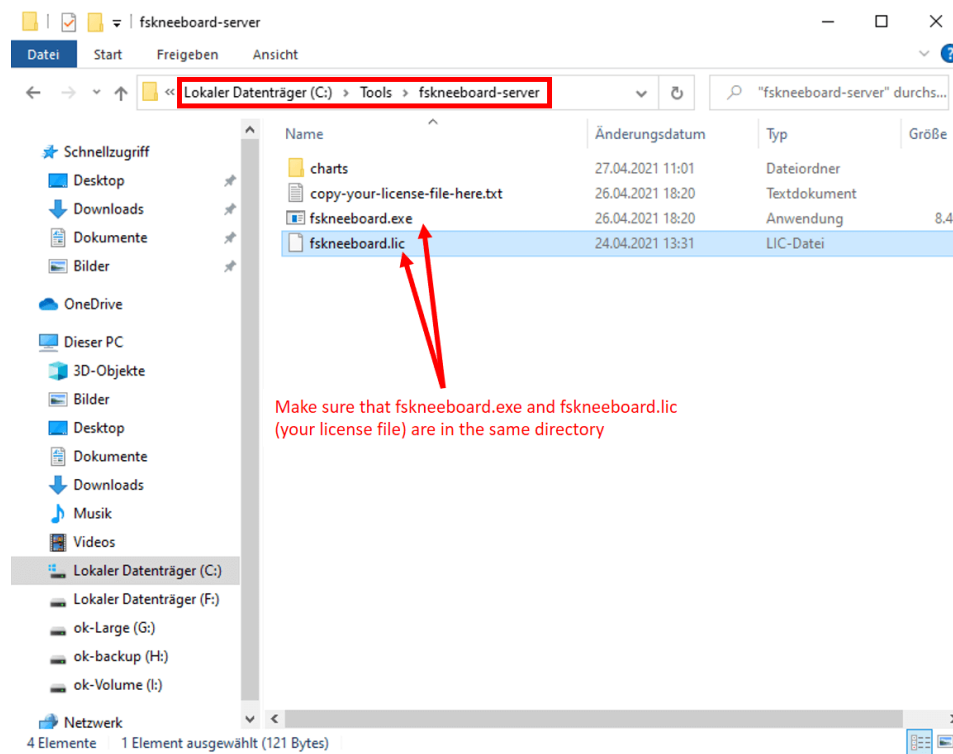 fskneeboard-server
Datei Start Freigeben Ansicht ?
« Lokaler Datenträger (C:) > Tools > fskneeboard-server "fskneeboard-server" durchs...
Name Änderungsdatum Typ Größe
charts 27.04.2021 11:01 Dateiordner
copy-your-license-file-here.txt 26.04.2021 18:20 Textdokument
fskneeboard.exe 26.04.2021 18:20 Anwendung 8.4
fskneeboard.lic 24.04.2021 13:31 LIC-Datei
Schnellzugriff
Desktop
Downloads
Dokumente
Bilder
OneDrive
Dieser PC
3D-Objekte
Bilder
Desktop
Dokumente
Downloads
Musik
Videos
Lokaler Datenträger (C:)
Lokaler Datenträger (F:)
ok-Large (G:)
ok-backup (H:)
ok-Volume (I:)
Netzwerk
Make sure that fskneeboard.exe and fskneeboard.lic
(your license file) are in the same directory
4 Elemente 1 Element ausgewählt (121 Bytes)